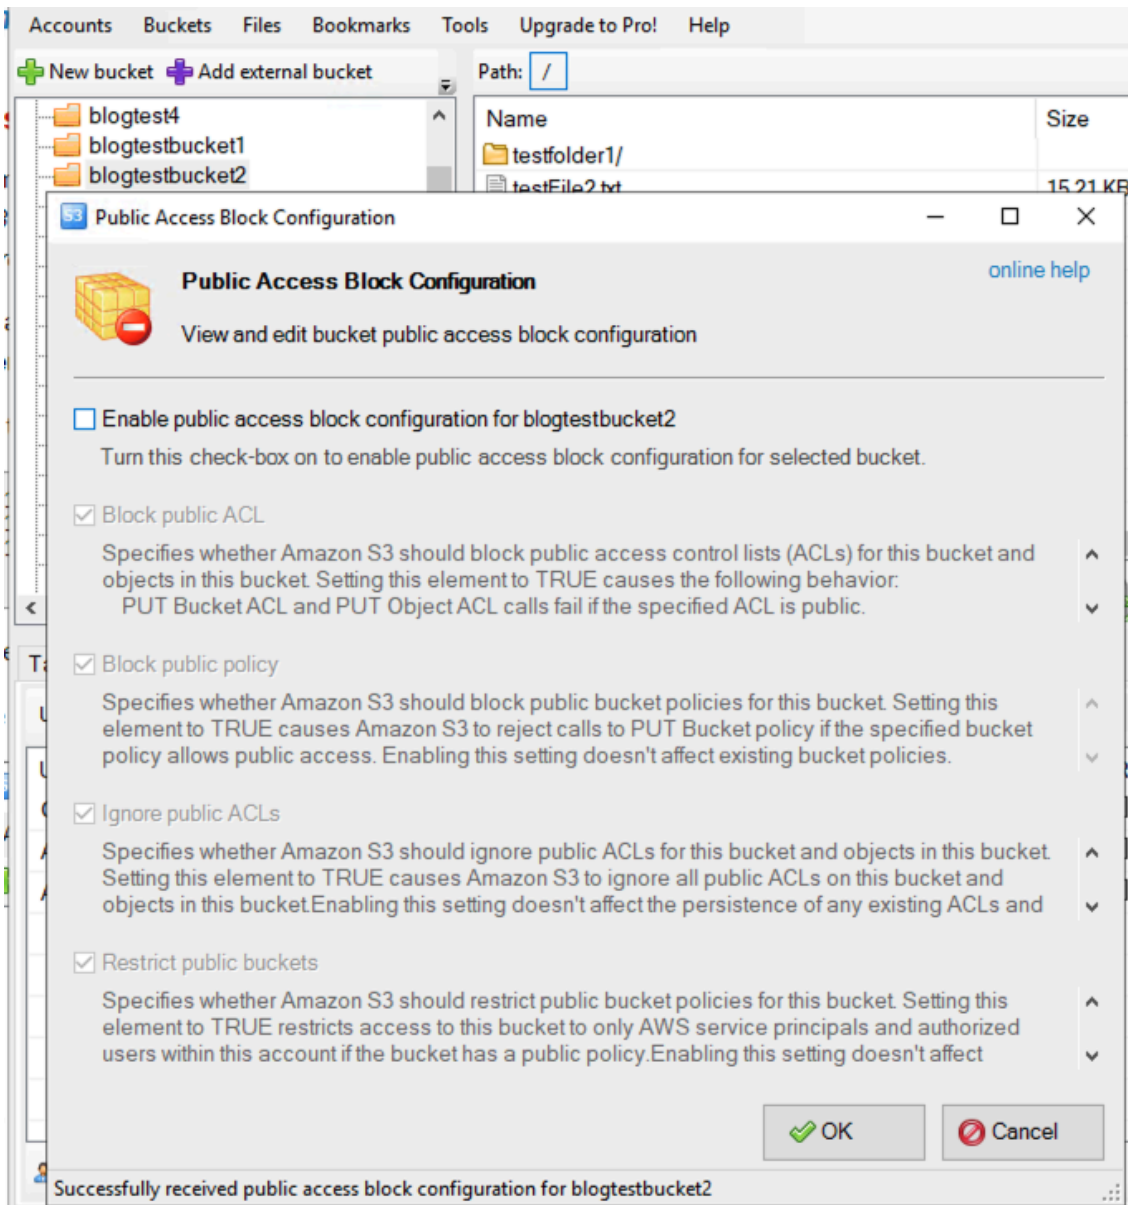 Accounts Buckets Files Bookmarks Tools Upgrade to Pro! Help
New bucket Add external bucket Path: /
blogtest4
Name Size
blogtestbucket1
testfolder1/
blogtestbucket2
testFile2.txt 15.21 KB
S3 Public Access Block Configuration
online help
Public Access Block Configuration
View and edit bucket public access block configuration
Enable public access block configuration for blogtestbucket2
Turn this check-box on to enable public access block configuration for selected bucket.
Block public ACL
Specifies whether Amazon S3 should block public access control lists (ACLs) for this bucket and
objects in this bucket. Setting this element to TRUE causes the following behavior:
PUT Bucket ACL and PUT Object ACL calls fail if the specified ACL is public.
Block public policy
Specifies whether Amazon S3 should block public bucket policies for this bucket. Setting this
element to TRUE causes Amazon S3 to reject calls to PUT Bucket policy if the specified bucket
policy allows public access. Enabling this setting doesn't affect existing bucket policies.
Ignore public ACLs
Specifies whether Amazon S3 should ignore public ACLs for this bucket and objects in this bucket.
Setting this element to TRUE causes Amazon S3 to ignore all public ACLs on this bucket and
objects in this bucket.Enabling this setting doesn't affect the persistence of any existing ACLs and
Restrict public buckets
Specifies whether Amazon S3 should restrict public bucket policies for this bucket. Setting this
element to TRUE restricts access to this bucket to only AWS service principals and authorized
users within this account if the bucket has a public policy.Enabling this setting doesn't affect
OK Cancel
Successfully received public access block configuration for blogtestbucket2